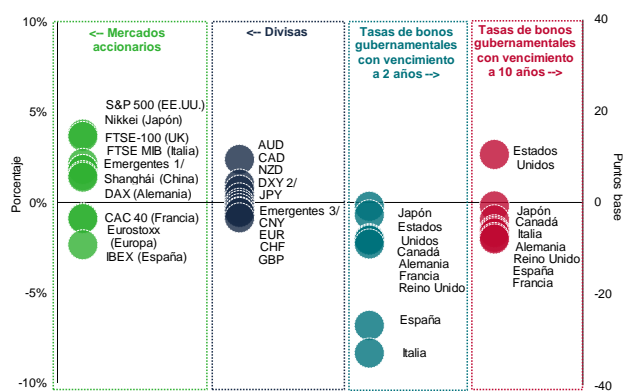 10%
5%
0%
-5%
-10%
Porcentaje
<-- Mercados
accionarios
S&P 500 (EE.UU.)
Nikkei (Japón)
FTSE-100 (UK)
FTSE MIB (Italia)
Emergentes 1/
Shanghái (China)
DAX (Alemania)
CAC 40 (Francia)
Eurostoxx
(Europa)
IBEX (España)
<-- Divisas
AUD
CAD
NZD
DXY 2/
JPY
Emergentes 3/
CNY
EUR
CHF
GBP
Tasas de bonos
gubernamentales
con vencimiento
a 2 años -->
Japón
Estados
Unidos
Canadá
Alemania
Francia
Reino Unido
España
Italia
Tasas de bonos
gubernamentales
con vencimiento
a 10 años -->
Estados
Unidos
Japón
Canadá
Italia
Alemania
Reino Unido
España
Francia
40
20
0
-20
-40
Puntos base